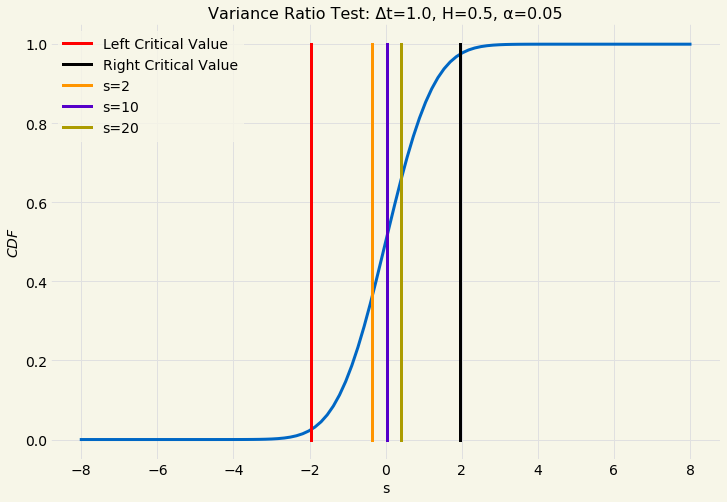 Variance Ratio Test: Δt=1.0, H=0.5, α=0.05
Left Critical Value
Right Critical Value
s=2
s=10
s=20
CDF
1.0
0.8
0.6
0.4
0.2
0.0
−8 −6 −4 −2 0 2 4 6 8
s